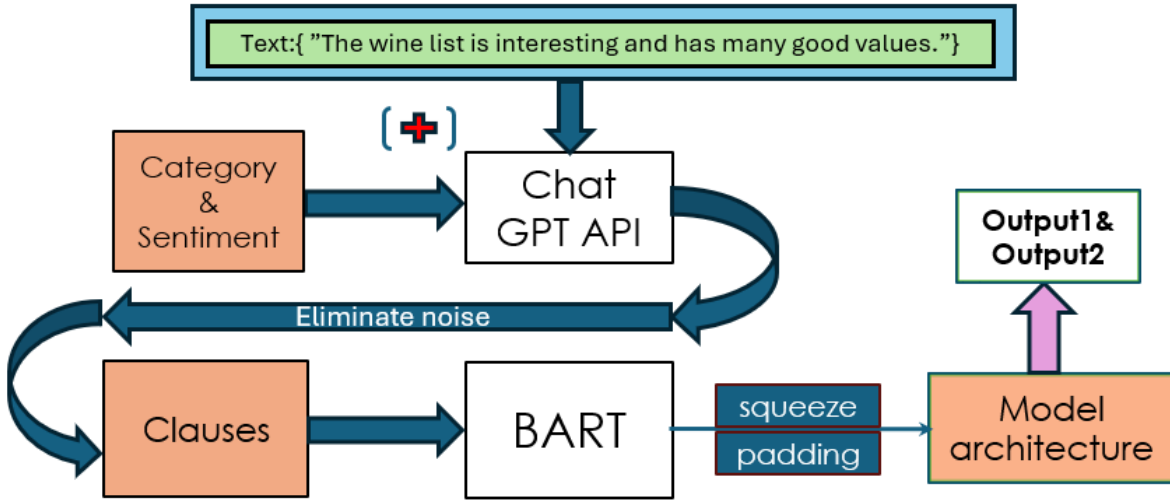 Text:{ ”The wine list is interesting and has many good values.”}
Category
&
Sentiment
Chat
GPT API
Output1&
Output2
Eliminate noise
Clauses
BART
squeeze
padding
Model
architecture